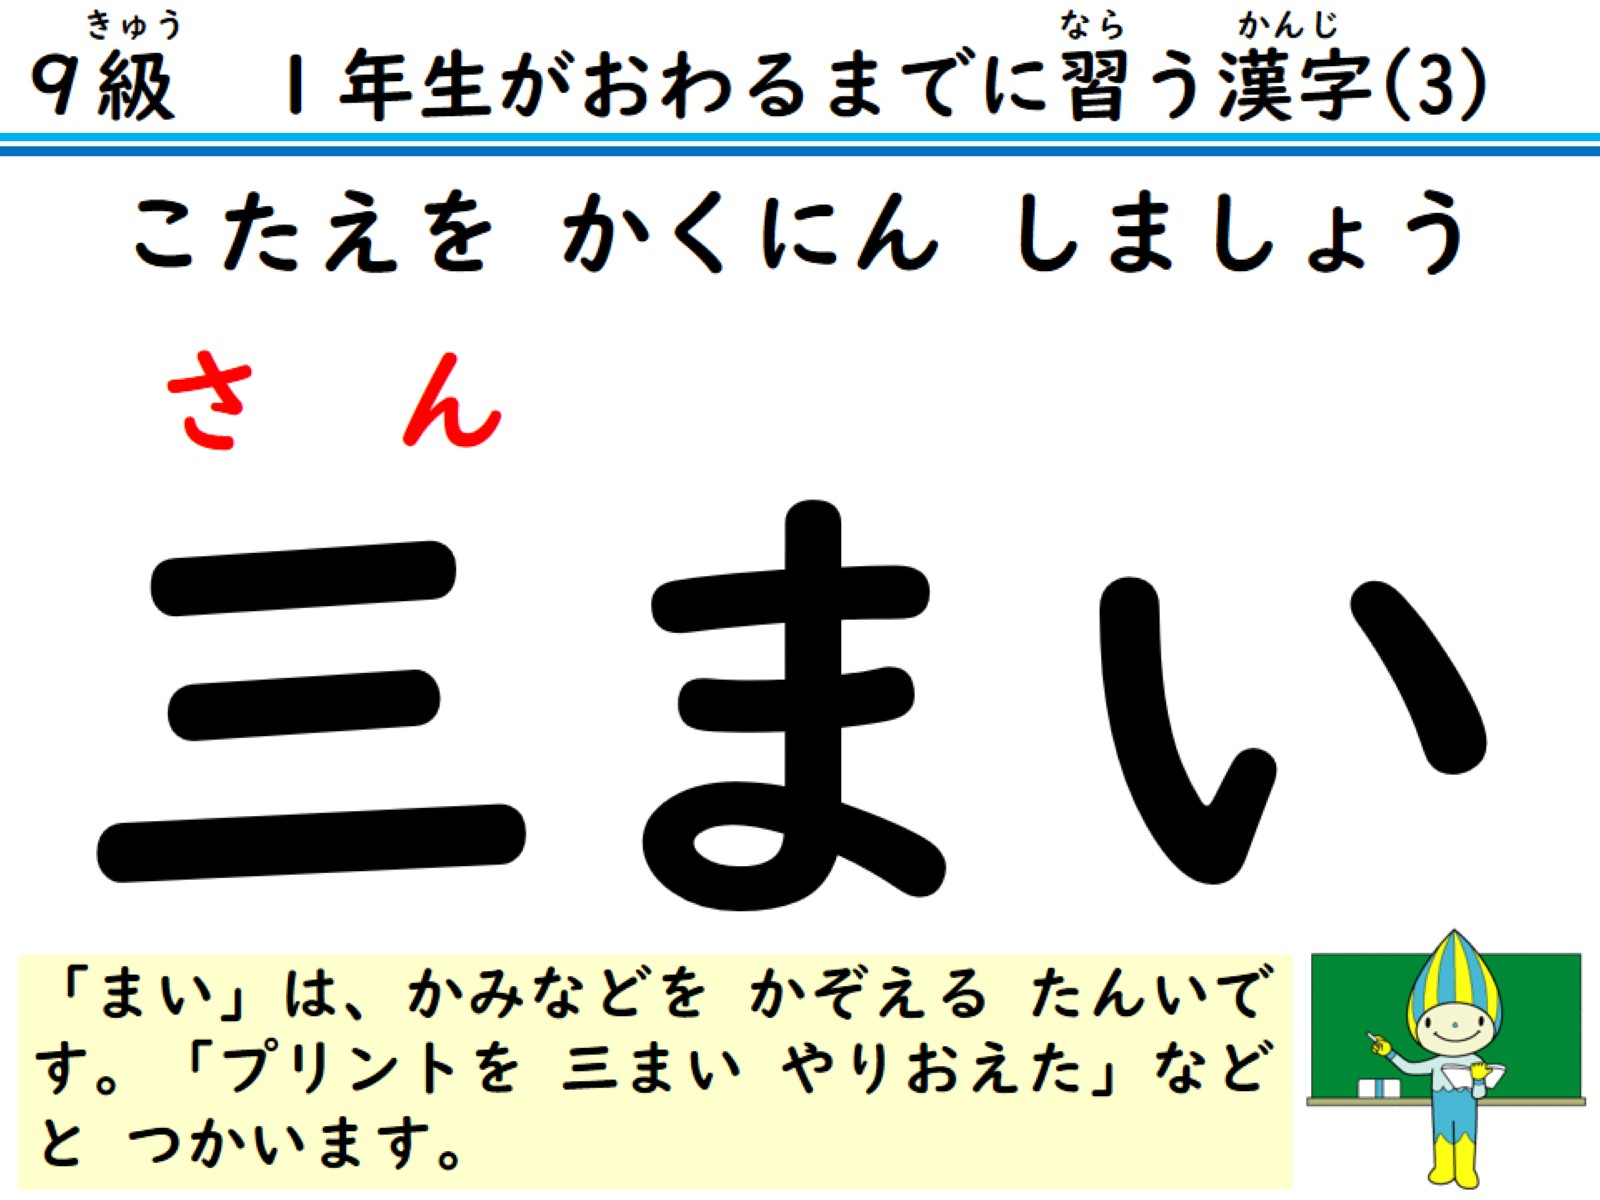 きゅう なら かんじ
9級 1年生がおわるまでに習う漢字(3)
こたえを かくにん しましょう
さん
三まい
「まい」は、かみなどを かぞえる たんいで
す。「プリントを 三まい やりおえた」など
と つかいます。